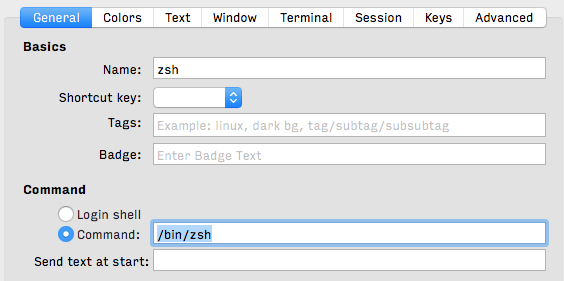 General Colors Text Window Terminal Session Keys Advanced
Basics
Name: zsh
Shortcut key:
Tags: Example: linux, dark bg, tag/subtag/subsubtag
Badge: Enter Badge Text
Command
Login shell
Command: /bin/zsh
Send text at start: